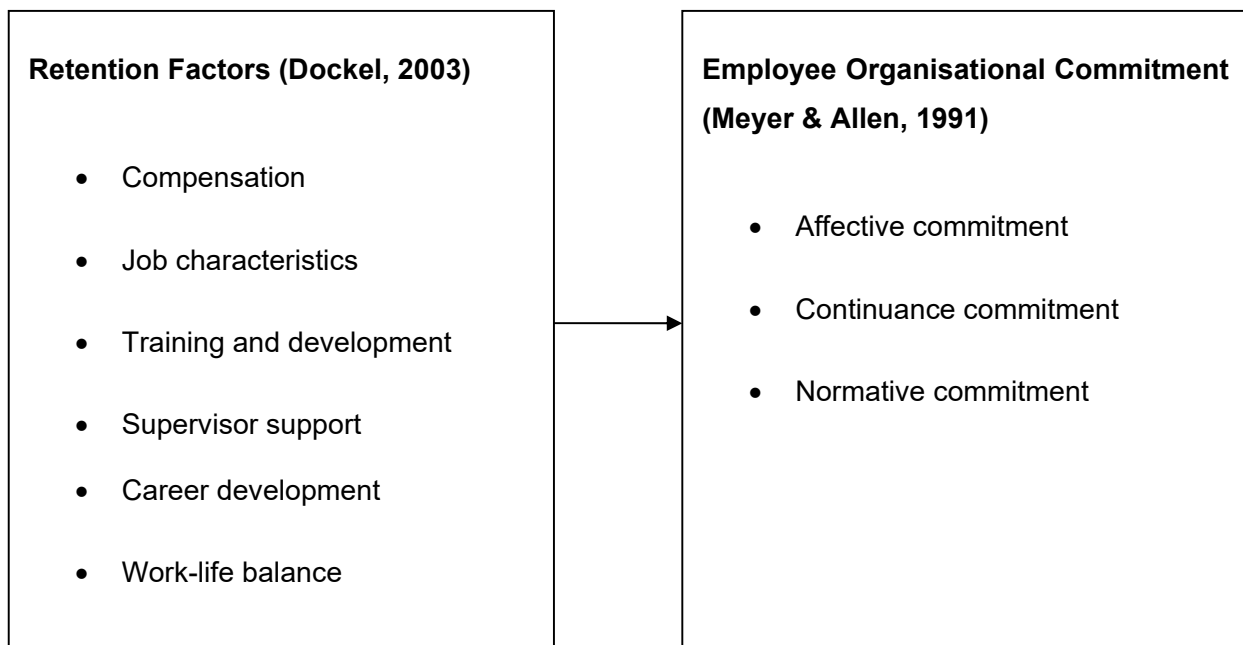 Retention Factors (Dockel, 2003)
• Compensation
• Job characteristics
• Training and development
• Supervisor support
• Career development
• Work-life balance
Employee Organisational Commitment
(Meyer & Allen, 1991)
• Affective commitment
• Continuance commitment
• Normative commitment